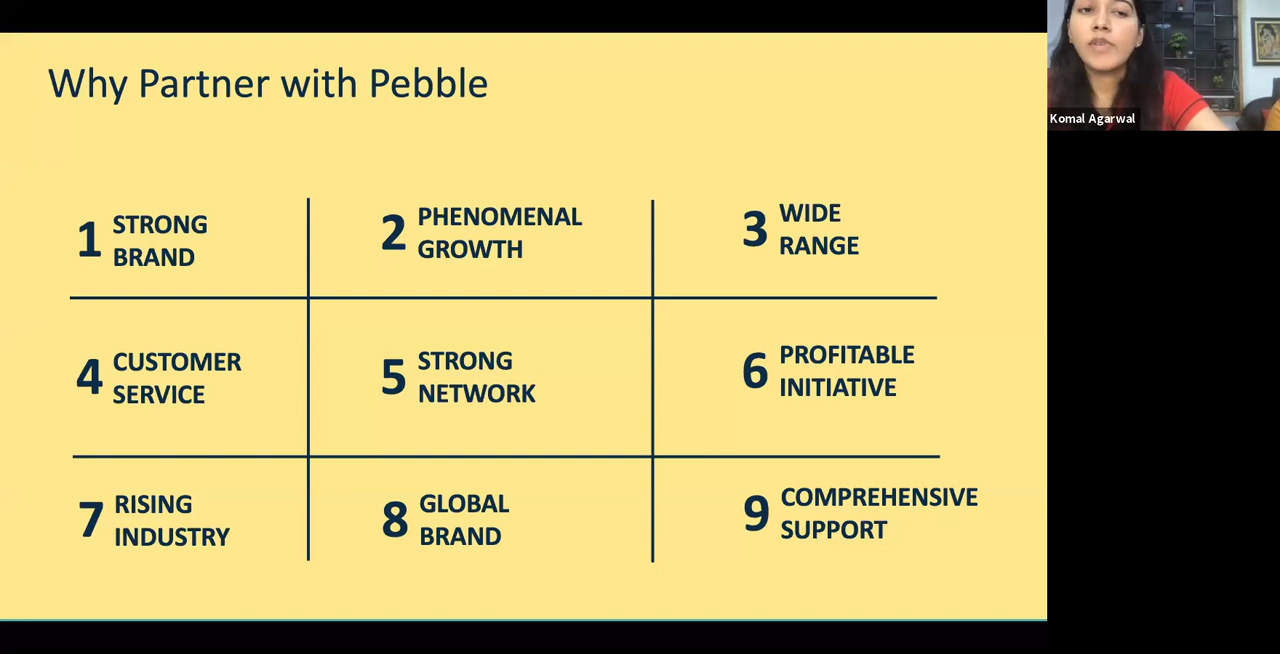 Why Partner with Pebble
1 STRONG
BRAND
2 PHENOMENAL
GROWTH
3 WIDE
RANGE
4 CUSTOMER
SERVICE
5 STRONG
NETWORK
6 PROFITABLE
INITIATIVE
7 RISING
INDUSTRY
8 GLOBAL
BRAND
9 COMPREHENSIVE
SUPPORT
Komal Agarwal